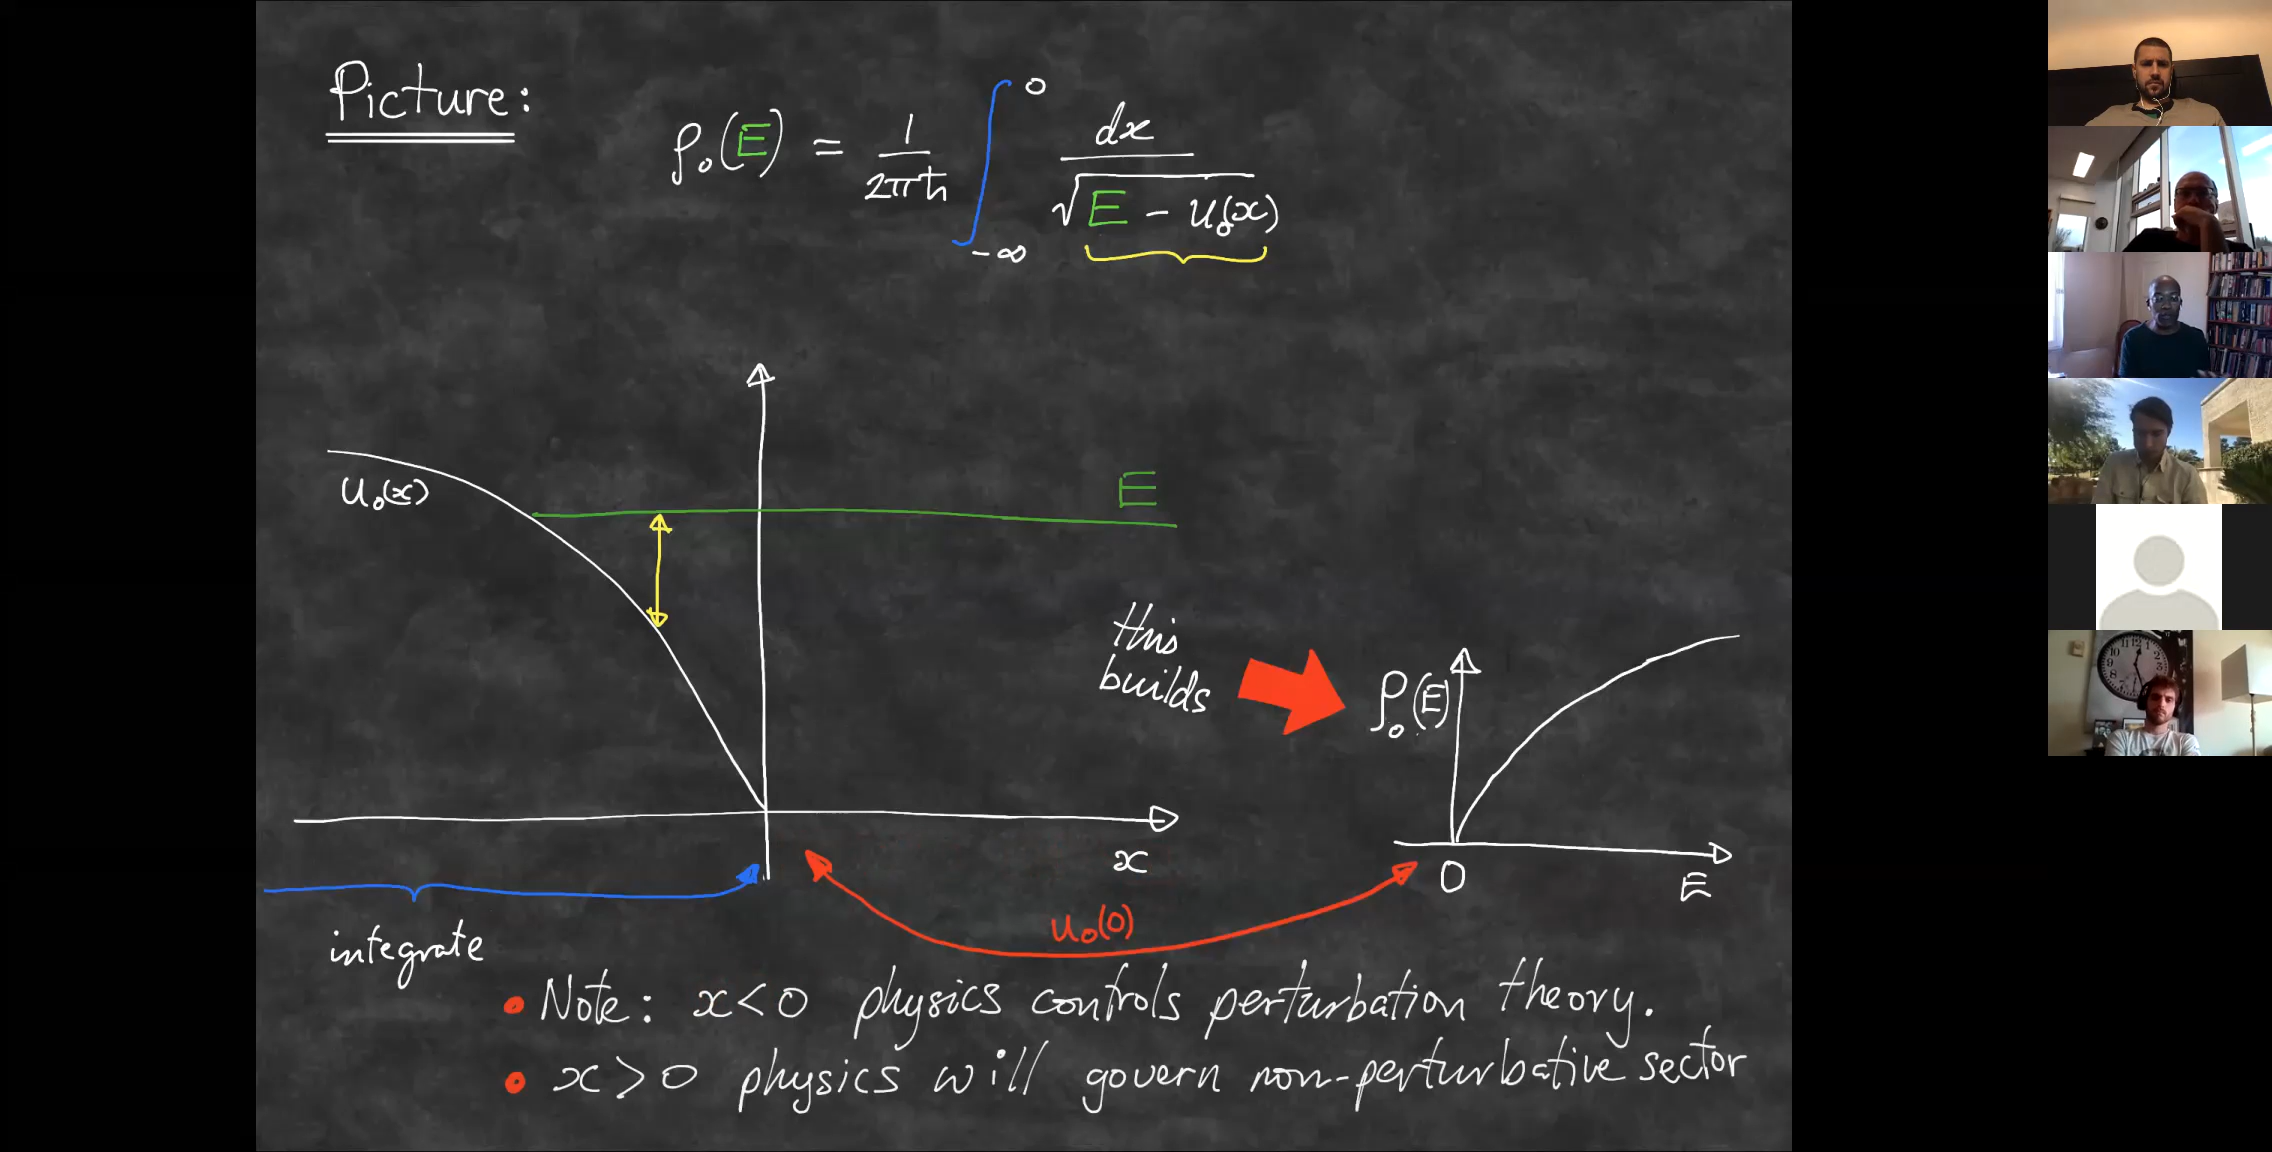 Picture:
ρ₀(E) = 1/2πħ ∫_{-∞}^{0} dx/√(E - u₀(x))
u₀(x)
E
this
builds
ρ₀(E)
x
0
E
u₀(0)
integrate
• Note: x<0 physics controls perturbation theory.
• x>0 physics will govern non-perturbative sector